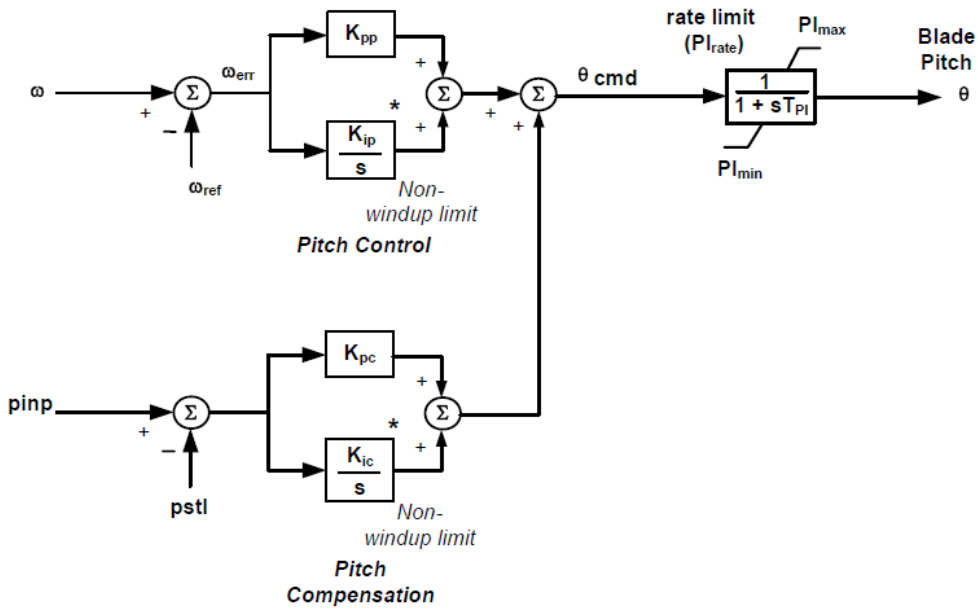 rate limit
(PIrate)
PImax
Blade
Pitch
θ
Kpp
ω
Σ
ωerr
+
−
ωref
*
Kip
s
+
+
Σ
+
+
Σ
θ cmd
1
1 + sTPI
PImin
Non-
windup limit
Pitch Control
Kpc
pinp
Σ
+
−
pstl
*
Kic
s
+
+
Σ
Non-
windup limit
Pitch
Compensation